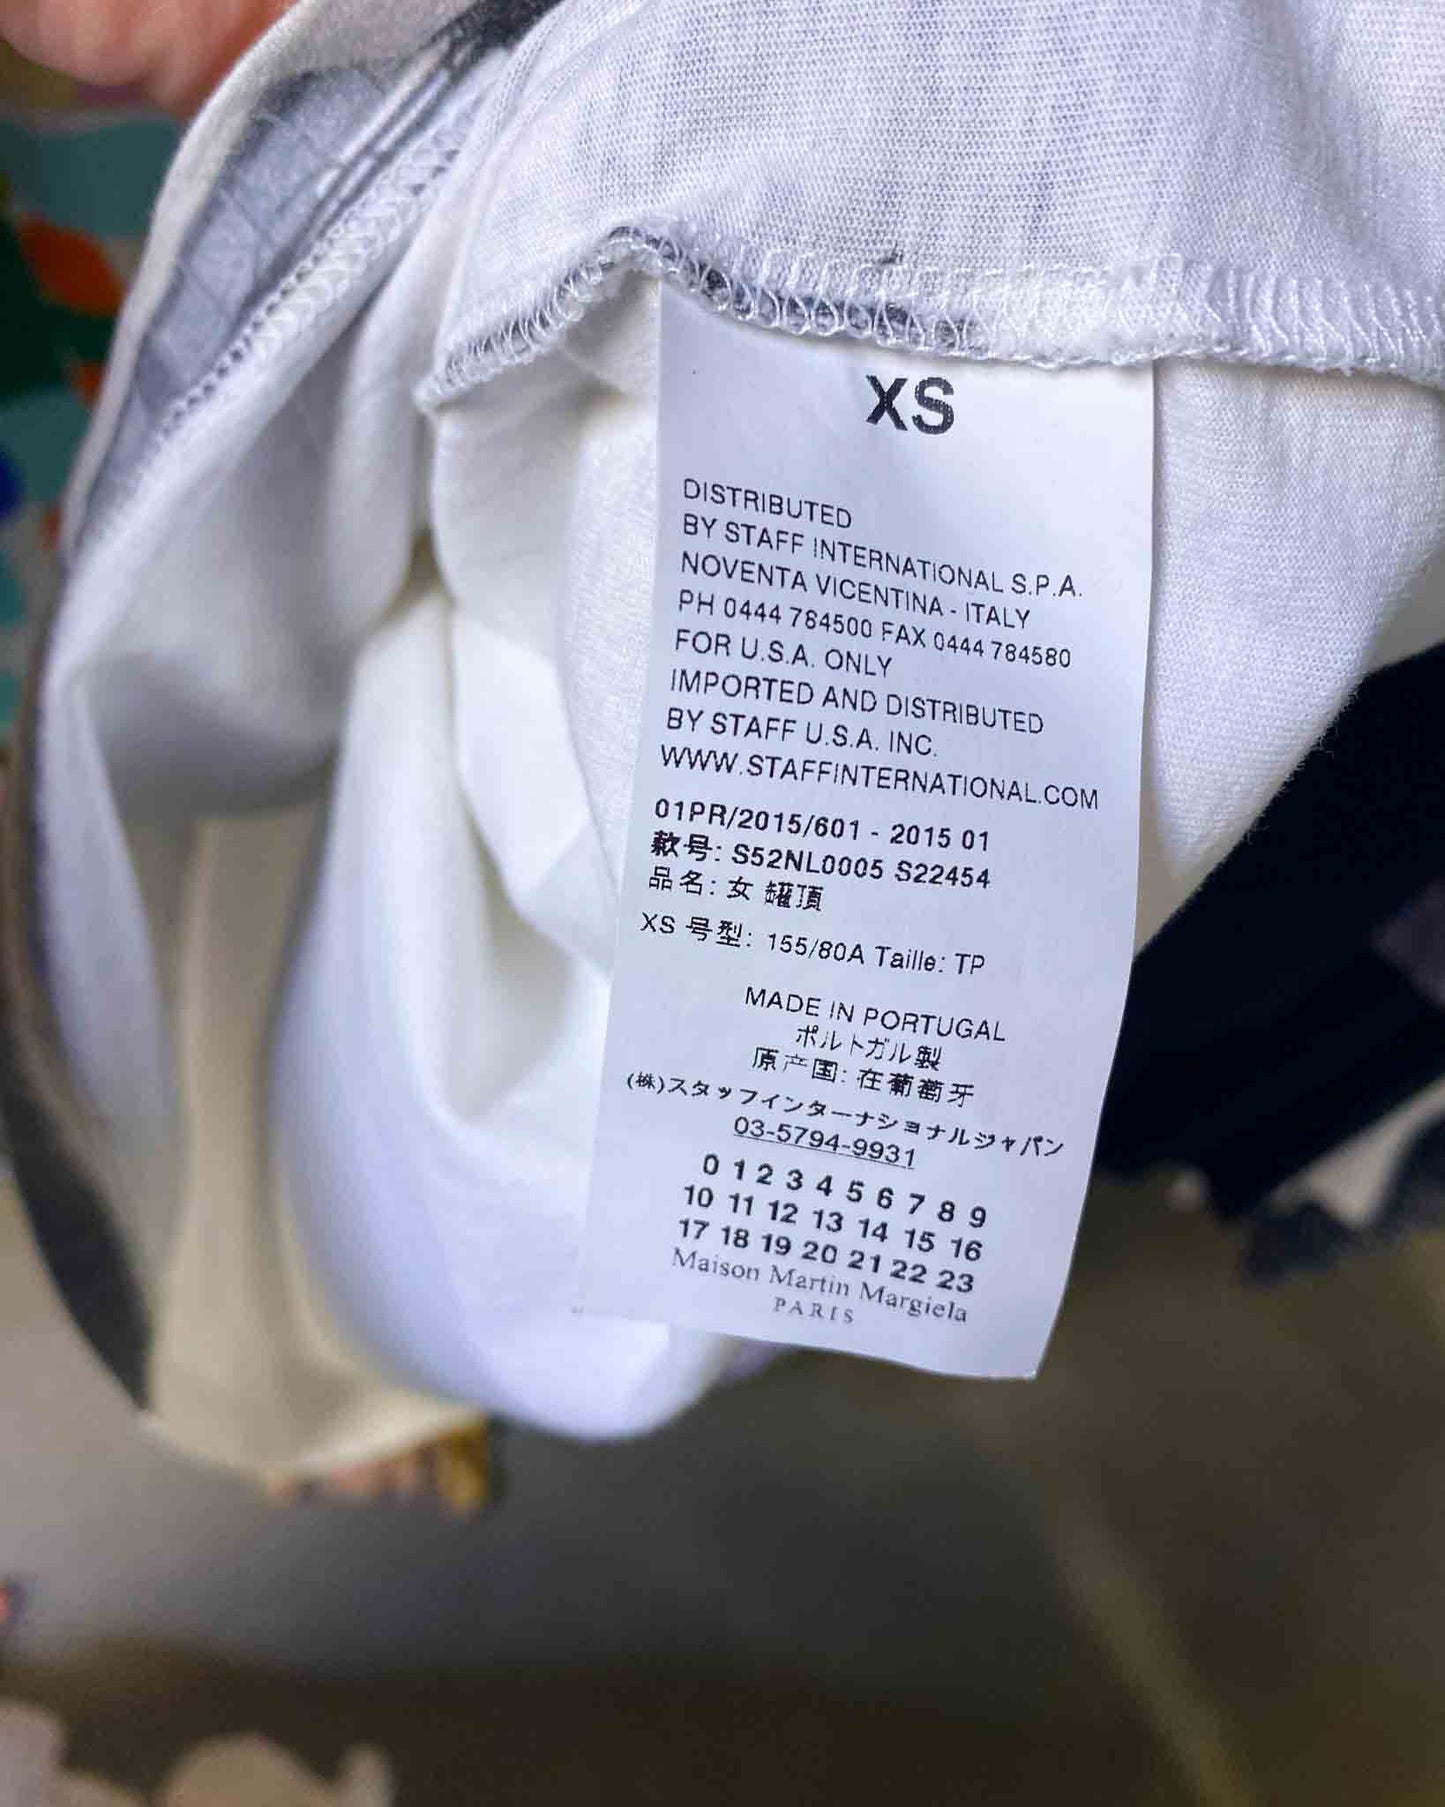 XS
DISTRIBUTED
BY STAFF INTERNATIONAL S.P.A.
NOVENTA VICENTINA - ITALY
PH 0444 784500 FAX 0444 784580
FOR U.S.A. ONLY
IMPORTED AND DISTRIBUTED
BY STAFF U.S.A. INC.
WWW.STAFFINTERNATIONAL.COM
01PR/2015/601 - 2015 01
款号: S52NL0005 S22454
品名: 女 罐頂
XS 号型: 155/80A Taille: TP
MADE IN PORTUGAL
ポルトガル製
原产国: 在葡萄牙
(株)スタッフインターナショナルジャパン
03-5794-9931
0 1 2 3 4 5 6 7 8 9
10 11 12 13 14 15 16
17 18 19 20 21 22 23
Maison Martin Margiela
PARIS